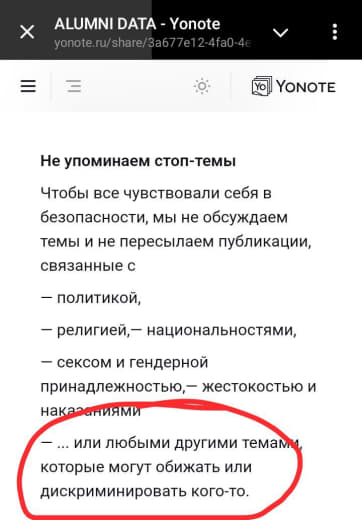 ALUMNI DATA - Yonote
yonote.ru/share/3a677e12-4fa0-4e
YONOTE
Не упоминаем стоп-темы
Чтобы все чувствовали себя в
безопасности, мы не обсуждаем
темы и не пересылаем публикации,
связанные с
— политикой,
— религией,— национальностями,
— сексом и гендерной
принадлежностью,— жестокостью и
наказаниями
— ... или любыми другими темами,
которые могут обижать или
дискриминировать кого-то.